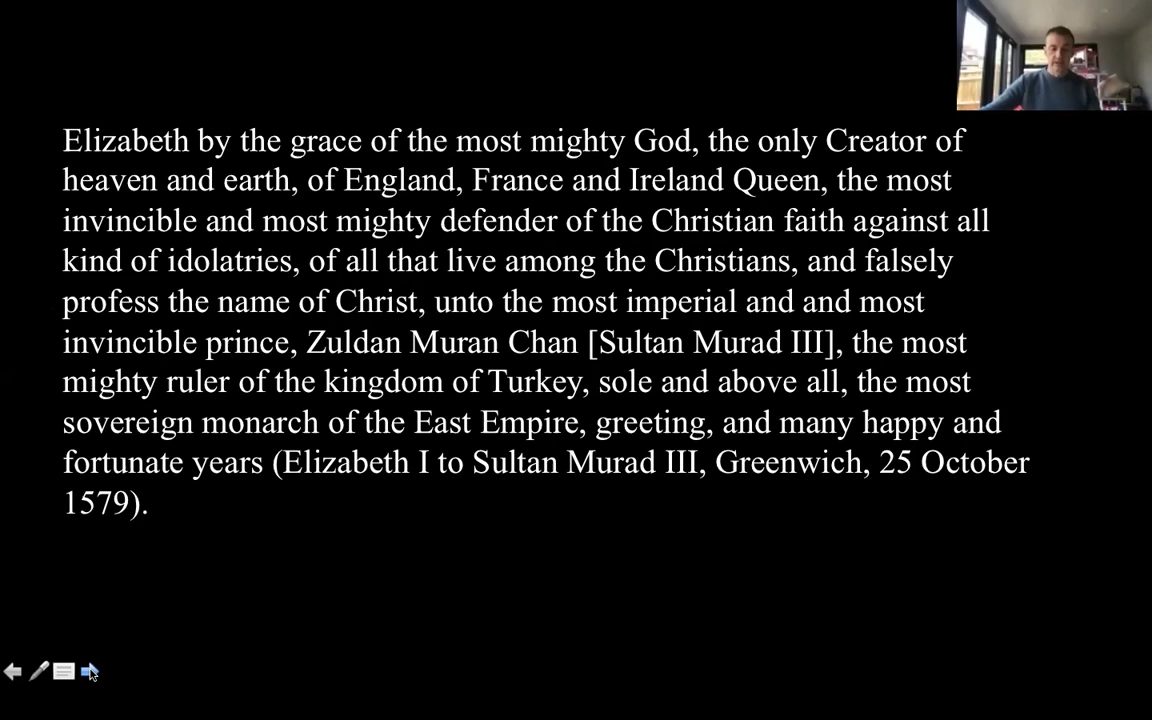 Elizabeth by the grace of the most mighty God, the only Creator of
heaven and earth, of England, France and Ireland Queen, the most
invincible and most mighty defender of the Christian faith against all
kind of idolatries, of all that live among the Christians, and falsely
profess the name of Christ, unto the most imperial and and most
invincible prince, Zuldan Muran Chan [Sultan Murad III], the most
mighty ruler of the kingdom of Turkey, sole and above all, the most
sovereign monarch of the East Empire, greeting, and many happy and
fortunate years (Elizabeth I to Sultan Murad III, Greenwich, 25 October
1579).